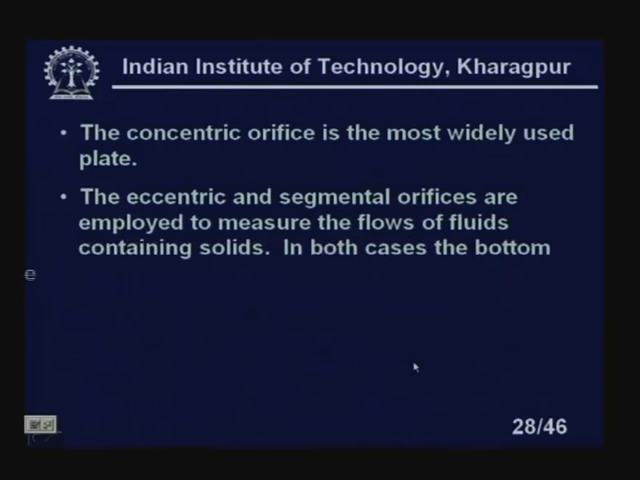 Indian Institute of Technology, Kharagpur
• The concentric orifice is the most widely used
plate.
• The eccentric and segmental orifices are
employed to measure the flows of fluids
containing solids. In both cases the bottom
e
28/46